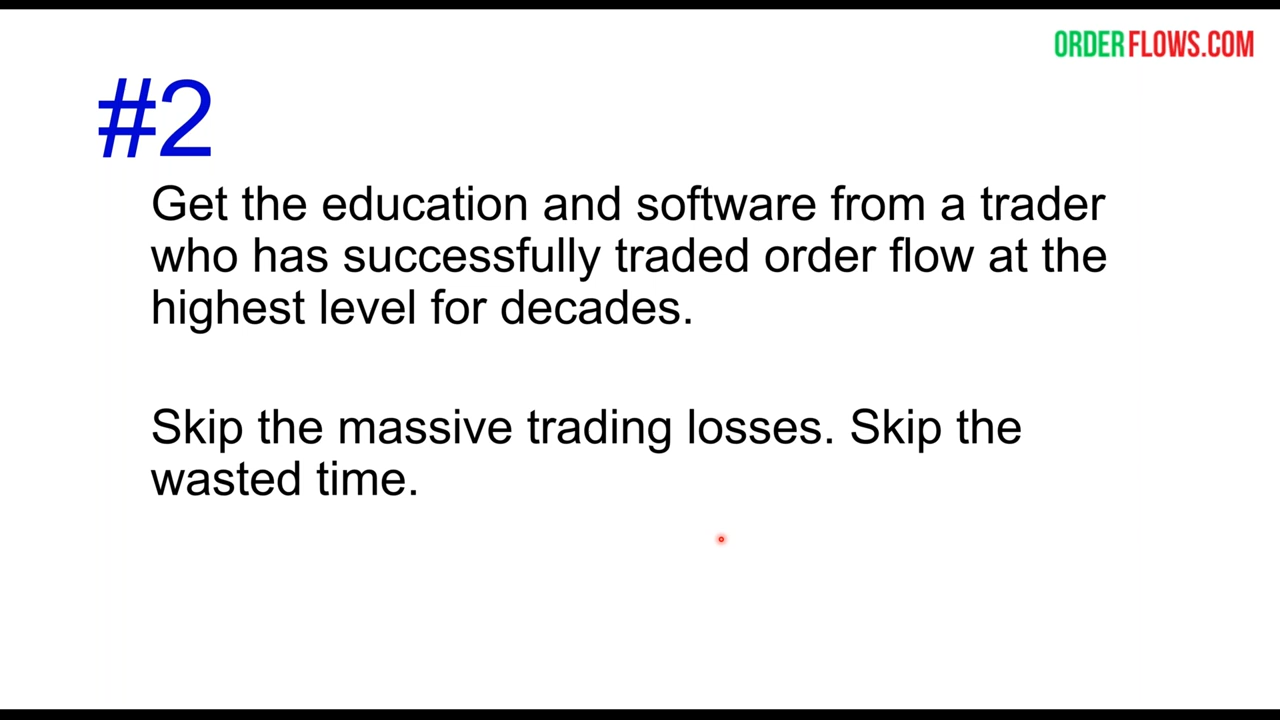 ORDERFLOWS.COM
#2
Get the education and software from a trader
who has successfully traded order flow at the
highest level for decades.
Skip the massive trading losses. Skip the
wasted time.